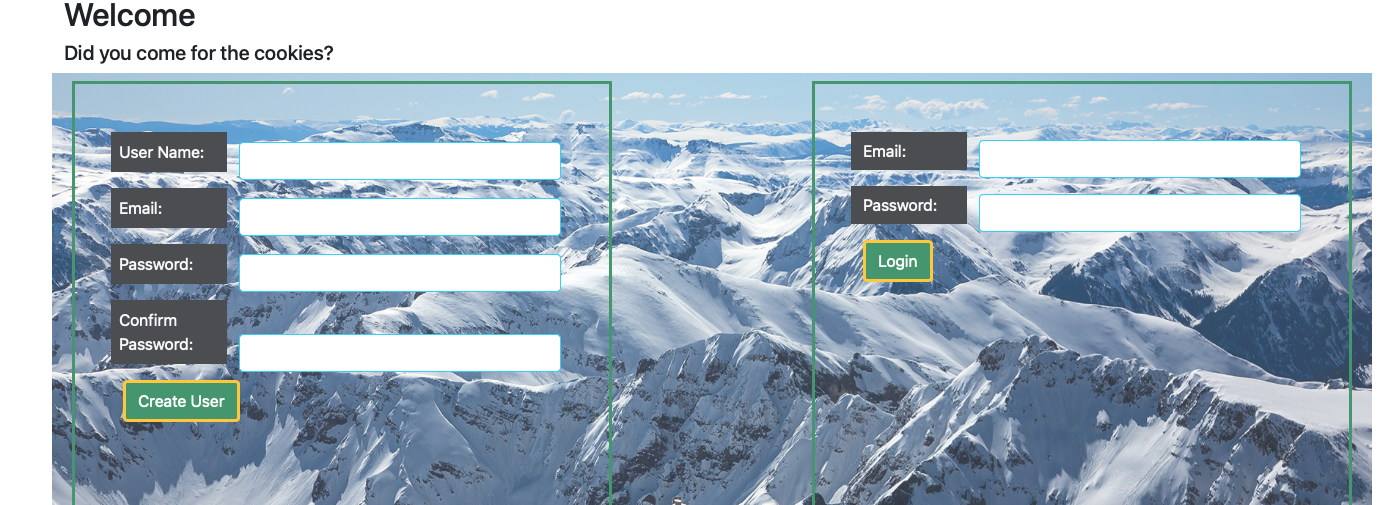 Welcome
Did you come for the cookies?
User Name:
Email:
Password:
Confirm
Password:
Create User
Email:
Password:
Login